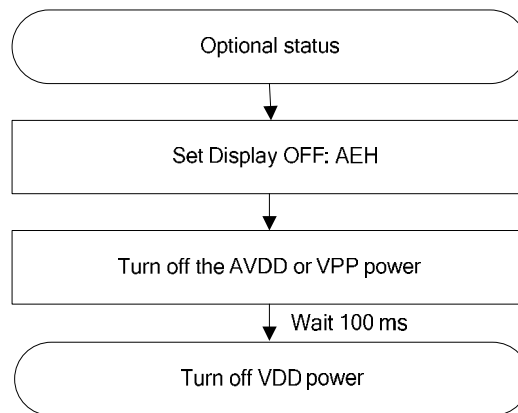 Optional status
Set Display OFF: AEH
Turn off the AVDD or VPP power
Wait 100 ms
Turn off VDD power